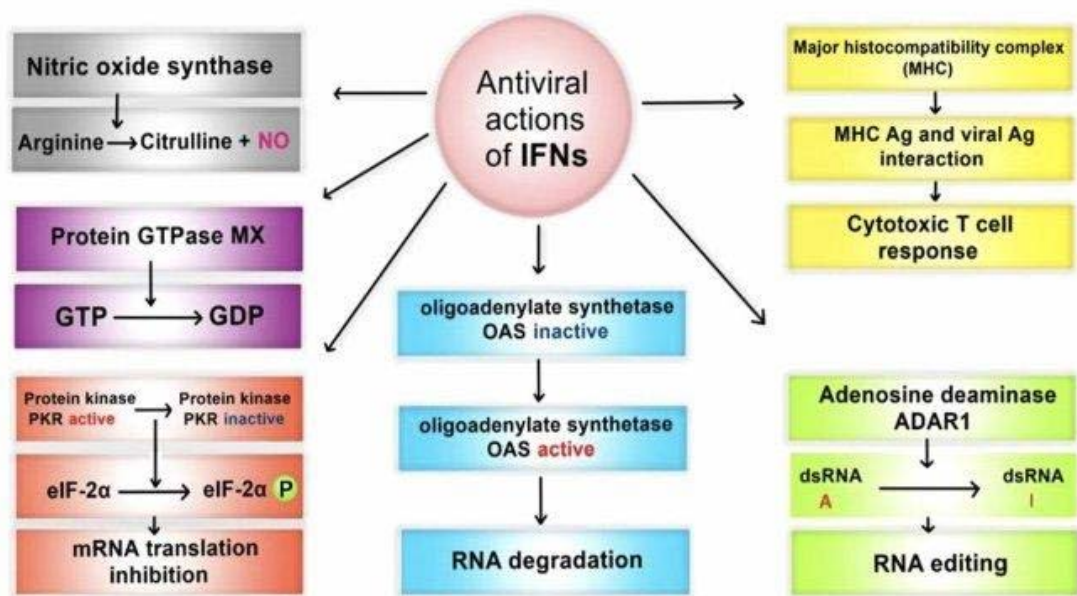 Antiviral
actions
of IFNs
Nitric oxide synthase
Arginine → Citrulline + NO
Protein GTPase MX
GTP → GDP
Protein kinase
PKR active
Protein kinase
PKR inactive
eIF-2α → eIF-2α P
mRNA translation
inhibition
oligoadenylate synthetase
OAS inactive
oligoadenylate synthetase
OAS active
RNA degradation
Major histocompatibility complex
(MHC)
MHC Ag and viral Ag
interaction
Cytotoxic T cell
response
Adenosine deaminase
ADAR1
dsRNA
A
dsRNA
I
RNA editing